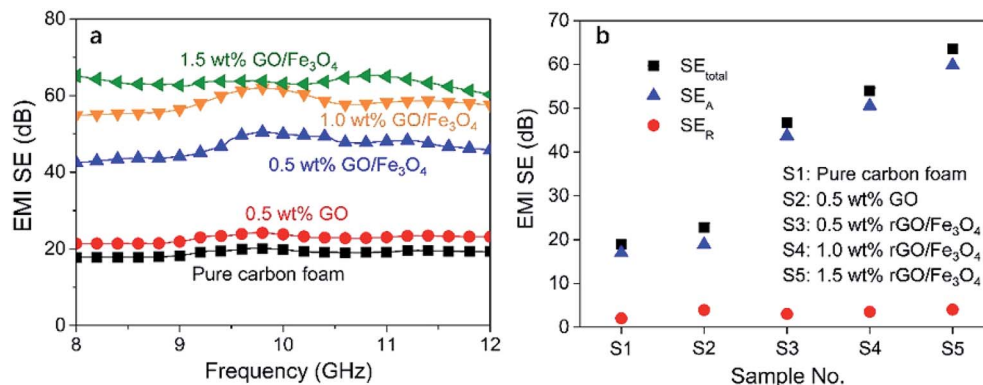 a
80
60
40
20
0
EMI SE (dB)
1.5 wt% GO/Fe₃O₄
1.0 wt% GO/Fe₃O₄
0.5 wt% GO/Fe₃O₄
0.5 wt% GO
Pure carbon foam
8 9 10 11 12
Frequency (GHz)
b
70
60
50
40
30
20
10
0
EMI SE (dB)
SEtotal
SEA
SER
S1: Pure carbon foam
S2: 0.5 wt% GO
S3: 0.5 wt% rGO/Fe₃O₄
S4: 1.0 wt% rGO/Fe₃O₄
S5: 1.5 wt% rGO/Fe₃O₄
S1 S2 S3 S4 S5
Sample No.